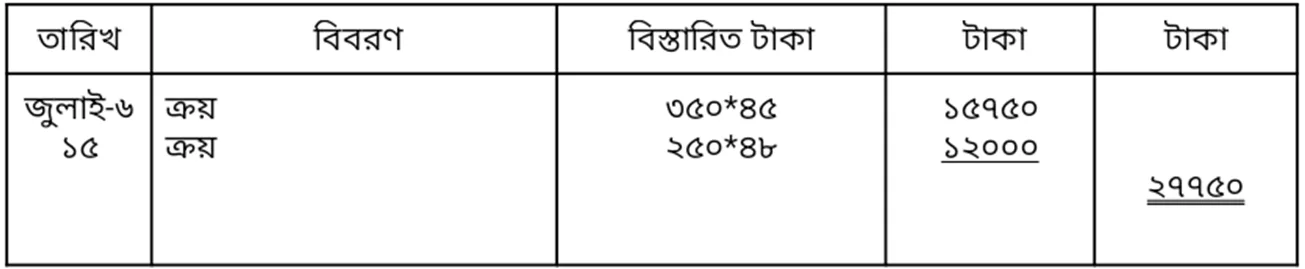 তারিখ বিবরণ বিস্তারিত টাকা টাকা টাকা
জুলাই-৬ ক্রয় ৩৫০*৪৫ ১৫৭৫০
১৫ ক্রয় ২৫০*৪৮ ১২০০০
২৭৭৫০